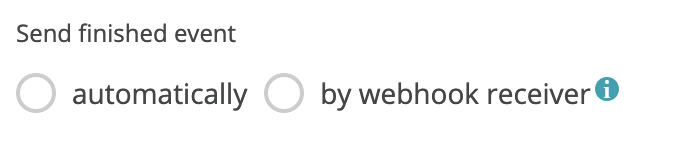 Send finished event
automatically by webhook receiver